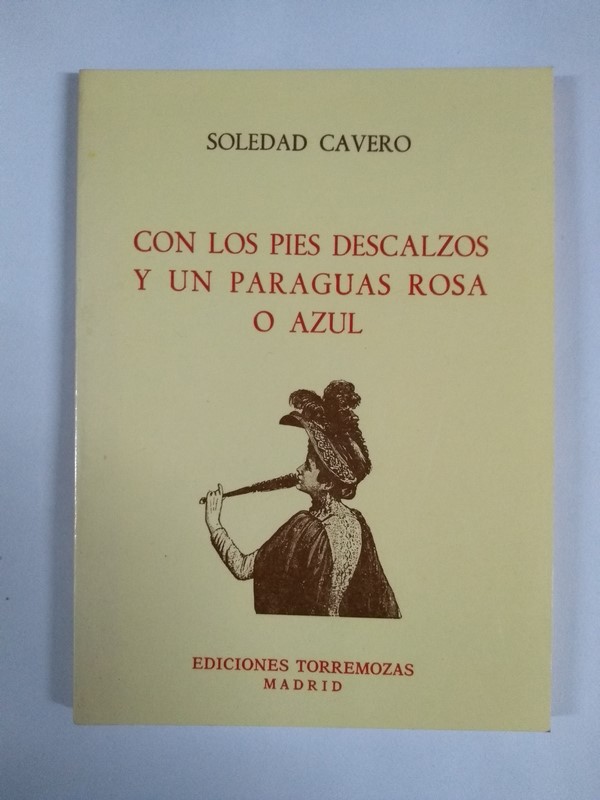 SOLEDAD CAVERO
CON LOS PIES DESCALZOS
Y UN PARAGUAS ROSA
O AZUL
EDICIONES TORREMOZAS
MADRID